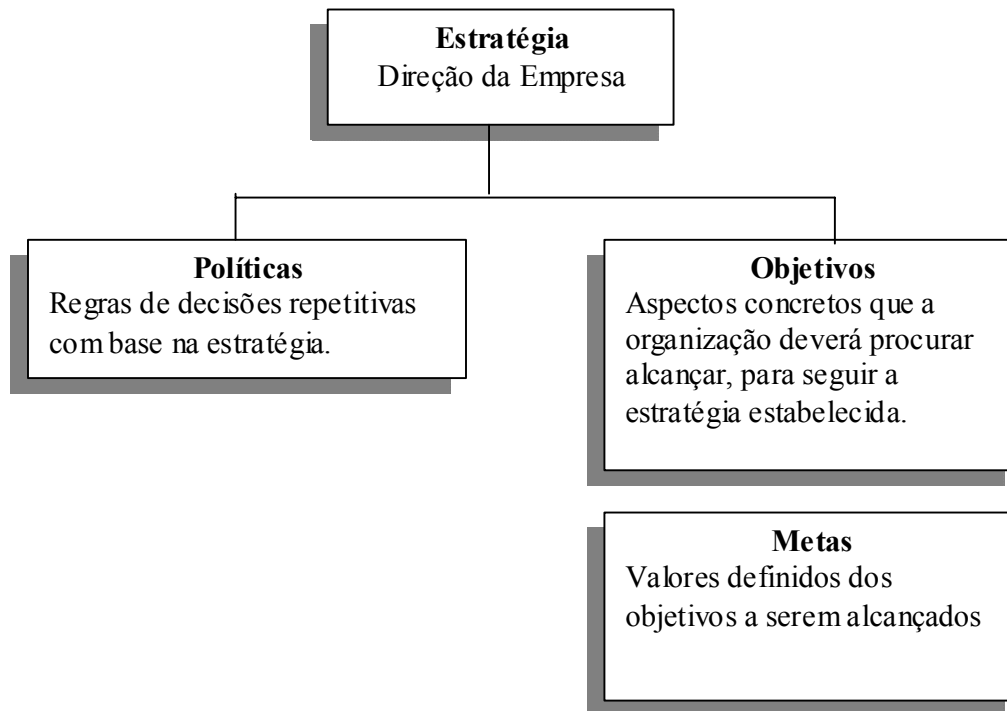 Estratégia
Direção da Empresa
Políticas
Regras de decisões repetitivas
com base na estratégia.
Objetivos
Aspectos concretos que a
organização deverá procurar
alcançar, para seguir a
estratégia estabelecida.
Metas
Valores definidos dos
objetivos a serem alcançados